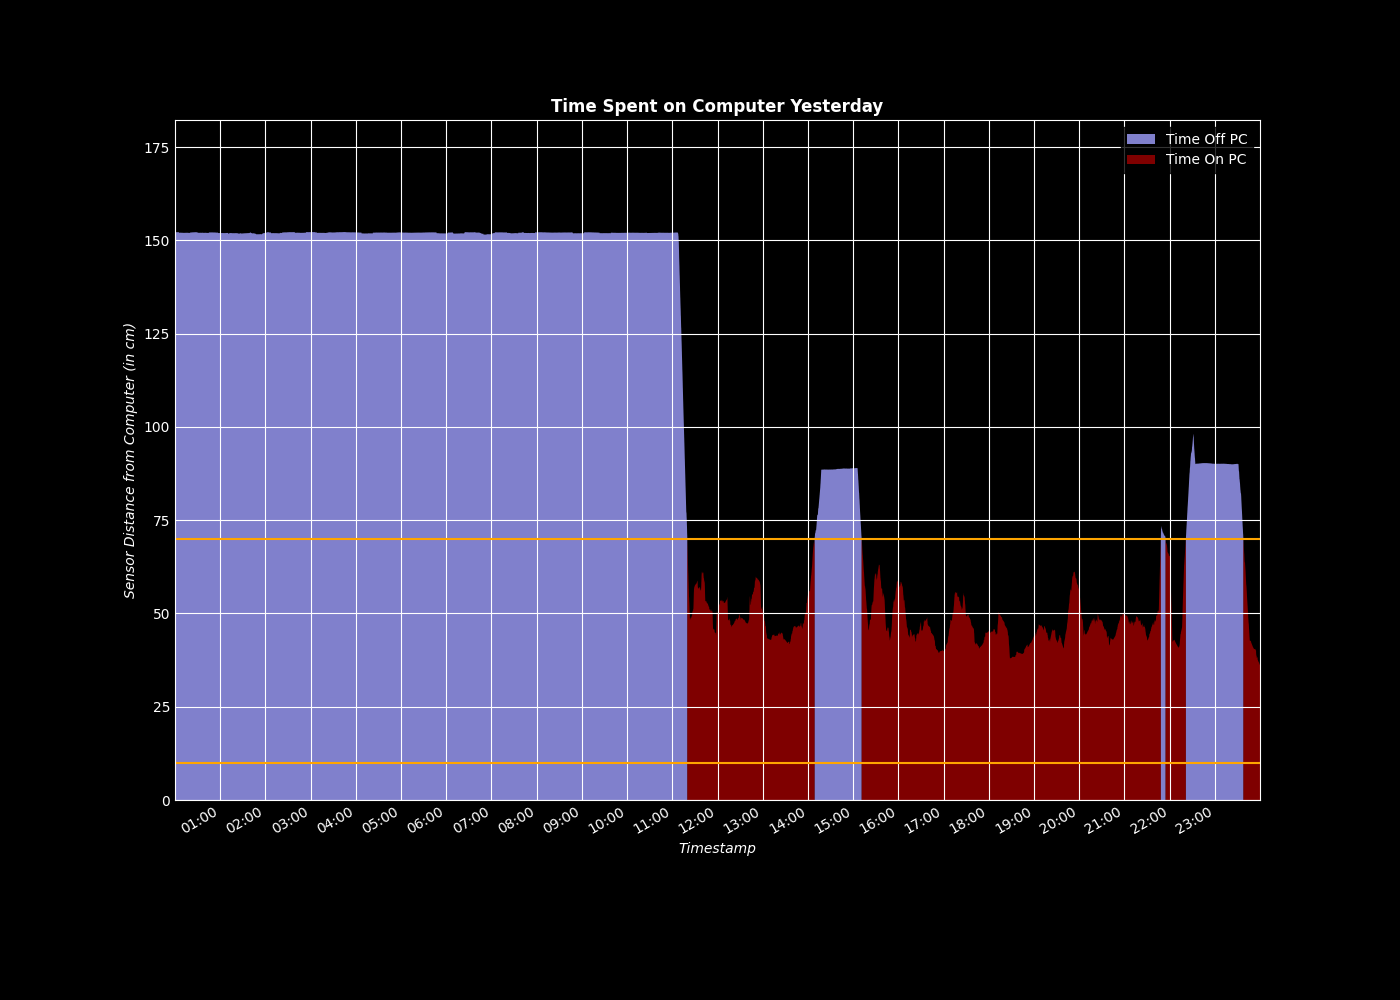 Time Spent on Computer Yesterday
Time Off PC
Time On PC
175
150
125
100
75
50
25
0
Sensor Distance from Computer (in cm)
01:00 02:00 03:00 04:00 05:00 06:00 07:00 08:00 09:00 10:00 11:00 12:00 13:00 14:00 15:00 16:00 17:00 18:00 19:00 20:00 21:00 22:00 23:00
Timestamp